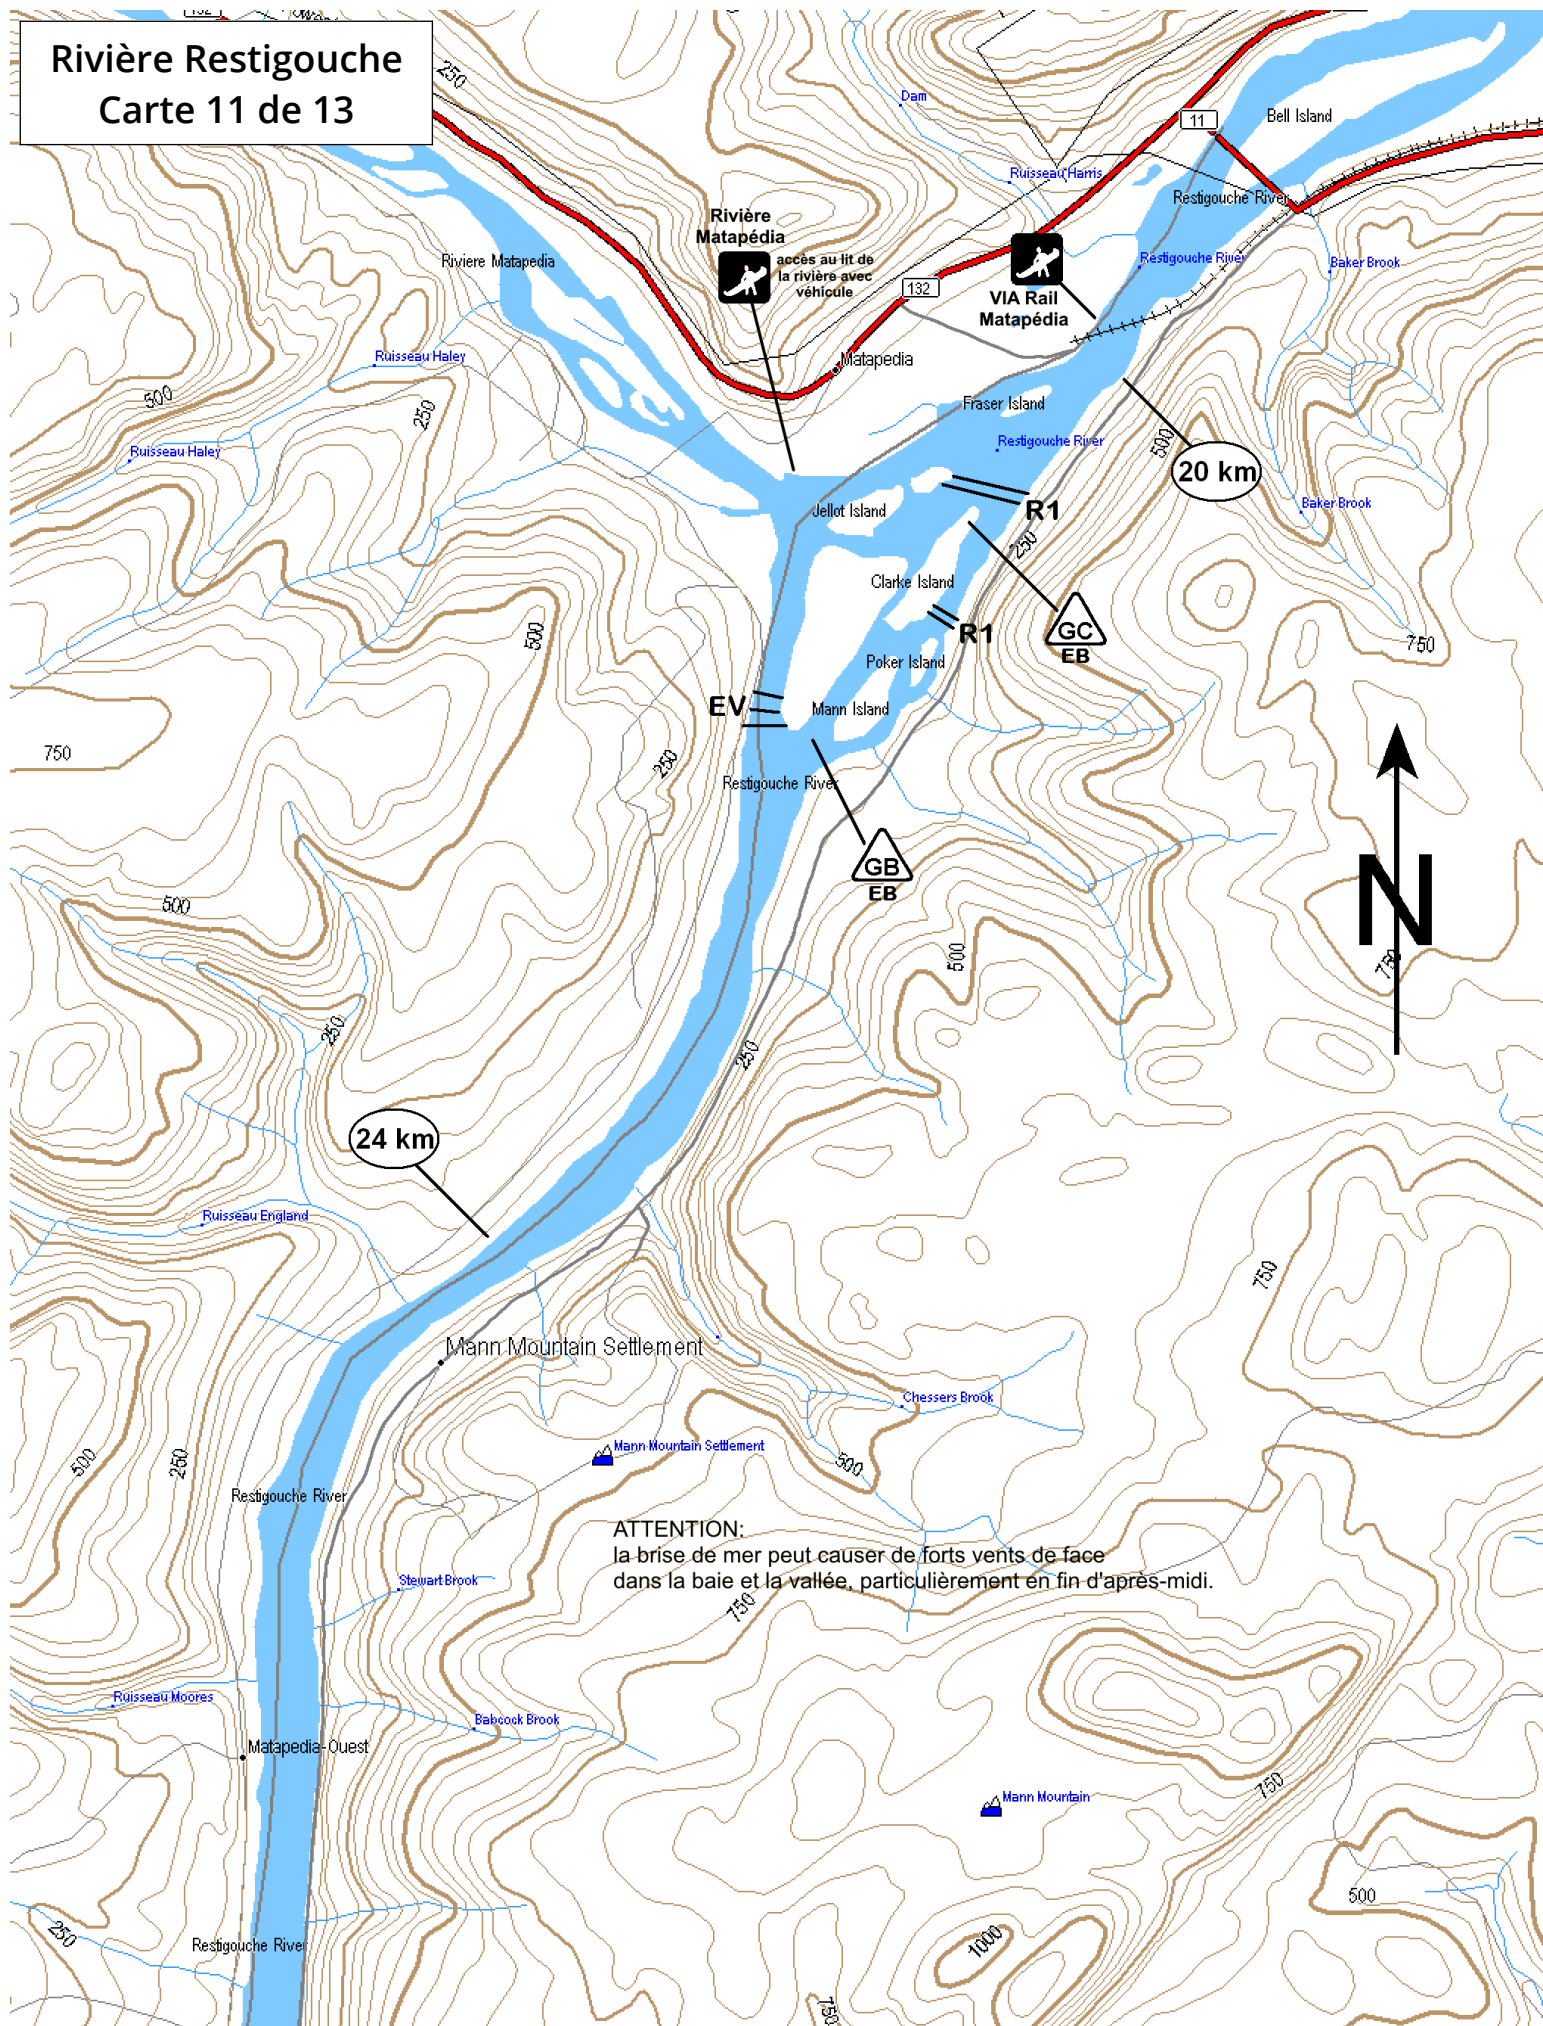 Rivière Restigouche
Carte 11 de 13
132
250
Dam
11
Bell Island
Ruisseau Harris
Restigouche River
Rivière
Matapédia
accès au lit de
la rivière avec
véhicule
Riviere Matapedia
Restigouche River
Baker Brook
132
VIA Rail
Matapédia
Ruisseau Haley
Matapedia
500
250
Fraser Island
Restigouche River
500
Ruisseau Haley
20 km
Jellot Island
R1
Baker Brook
250
Clarke Island
500
R1
GC
EB
750
Poker Island
EV
Mann Island
750
250
Restigouche River
GB
EB
500
N
500
750
250
250
24 km
Ruisseau England
750
Mann Mountain Settlement
Chessers Brook
Mann Mountain Settlement
500
250
500
Restigouche River
ATTENTION:
la brise de mer peut causer de forts vents de face
dans la baie et la vallée, particulièrement en fin d'après-midi.
Stewart Brook
750
Ruisseau Moores
Babcock Brook
Matapedia-Ouest
750
Mann Mountain
500
250
Restigouche River
1000
750